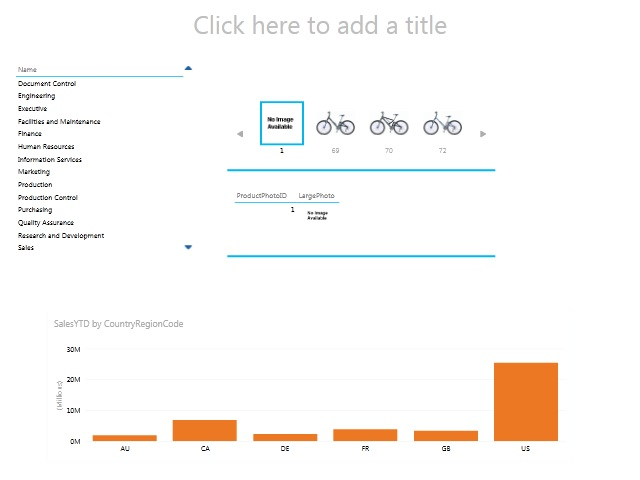 Click here to add a title
Name
Document Control
Engineering
Executive
Facilities and Maintenance
Finance
Human Resources
Information Services
Marketing
Production
Production Control
Purchasing
Quality Assurance
Research and Development
Sales
No Image
Available
1 69 70 72
ProductPhotoID LargePhoto
1
No Image
Available
SalesYTD by CountryRegionCode
(Millions)
30M
20M
10M
0M
AU CA DE FR GB US